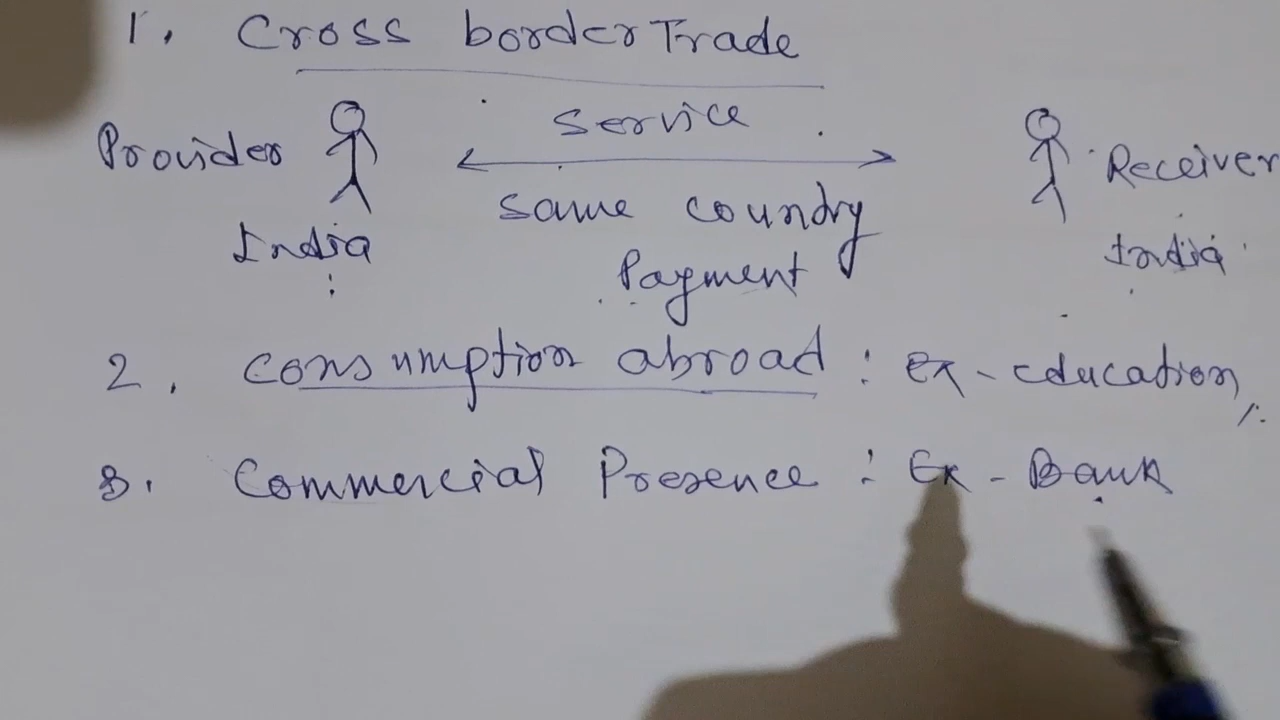 1. Cross border Trade
Provider Service Receiver
India same country India
Payment
2. Consumption abroad : Ex - education
3. Commercial Presence : Ex - Bank